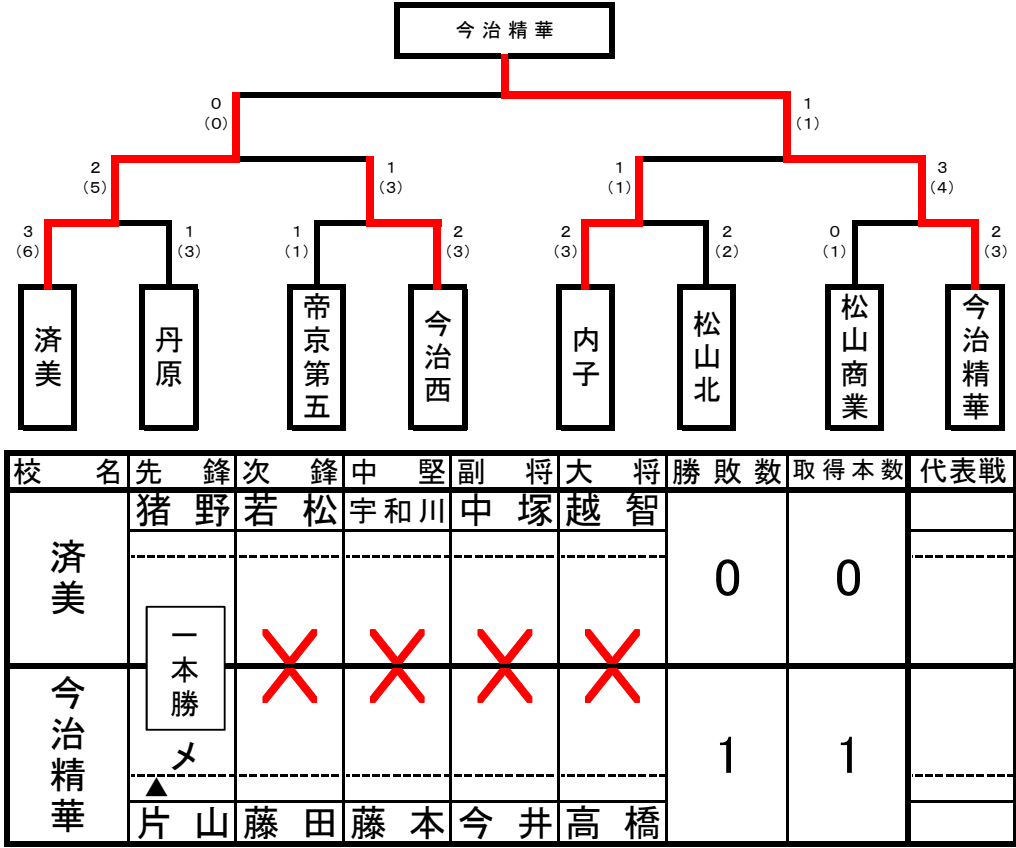 今治精華
0
(0)
1
(1)
2
(5)
1
(3)
1
(1)
3
(4)
3
(6)
1
(3)
1
(1)
2
(3)
2
(3)
2
(2)
0
(1)
2
(3)
済美
丹原
帝京第五
今治西
内子
松山北
松山商業
今治精華
校名 先鋒 次鋒 中堅 副将 大将 勝敗数 取得本数 代表戦
済美 猪野 若松 宇和川 中塚 越智 0 0
一本勝
メ
▲
今治精華 片山 藤田 藤本 今井 高橋 1 1